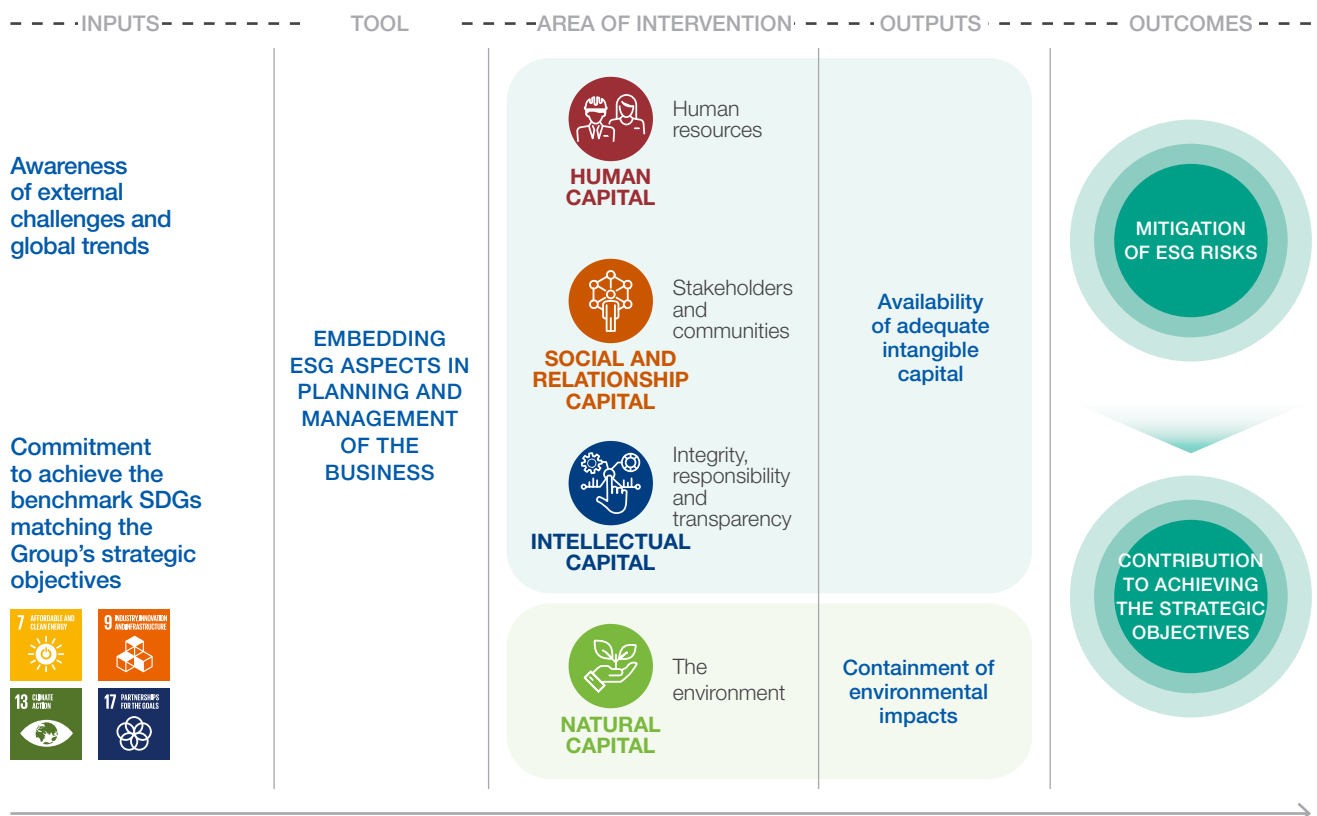 INPUTS
TOOL
AREA OF INTERVENTION
OUTPUTS
OUTCOMES
Awareness
of external
challenges and
global trends
Commitment
to achieve the
benchmark SDGs
matching the
Group's strategic
objectives
7 AFFORDABLE AND
CLEAN ENERGY
9 INDUSTRY, INNOVATION
AND INFRASTRUCTURE
13 CLIMATE
ACTION
17 PARTNERSHIPS
FOR THE GOALS
EMBEDDING
ESG ASPECTS IN
PLANNING AND
MANAGEMENT
OF THE
BUSINESS
HUMAN
CAPITAL
Human
resources
SOCIAL AND
RELATIONSHIP
CAPITAL
Stakeholders
and
communities
INTELLECTUAL
CAPITAL
Integrity,
responsibility
and
transparency
NATURAL
CAPITAL
The
environment
Availability
of adequate
intangible
capital
Containment of
environmental
impacts
MITIGATION
OF ESG RISKS
CONTRIBUTION
TO ACHIEVING
THE STRATEGIC
OBJECTIVES